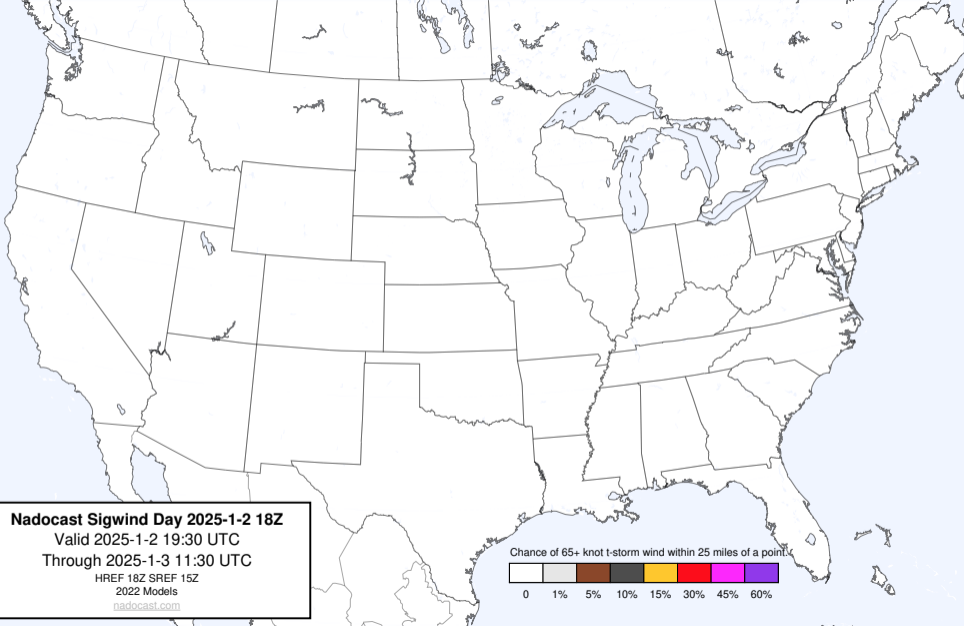 Nadocast Sigwind Day 2025-1-2 18Z
Valid 2025-1-2 19:30 UTC
Through 2025-1-3 11:30 UTC
HREF 18Z SREF 15Z
2022 Models
nadocast.com
Chance of 65+ knot t-storm wind within 25 miles of a point.
0 1% 5% 10% 15% 30% 45% 60%